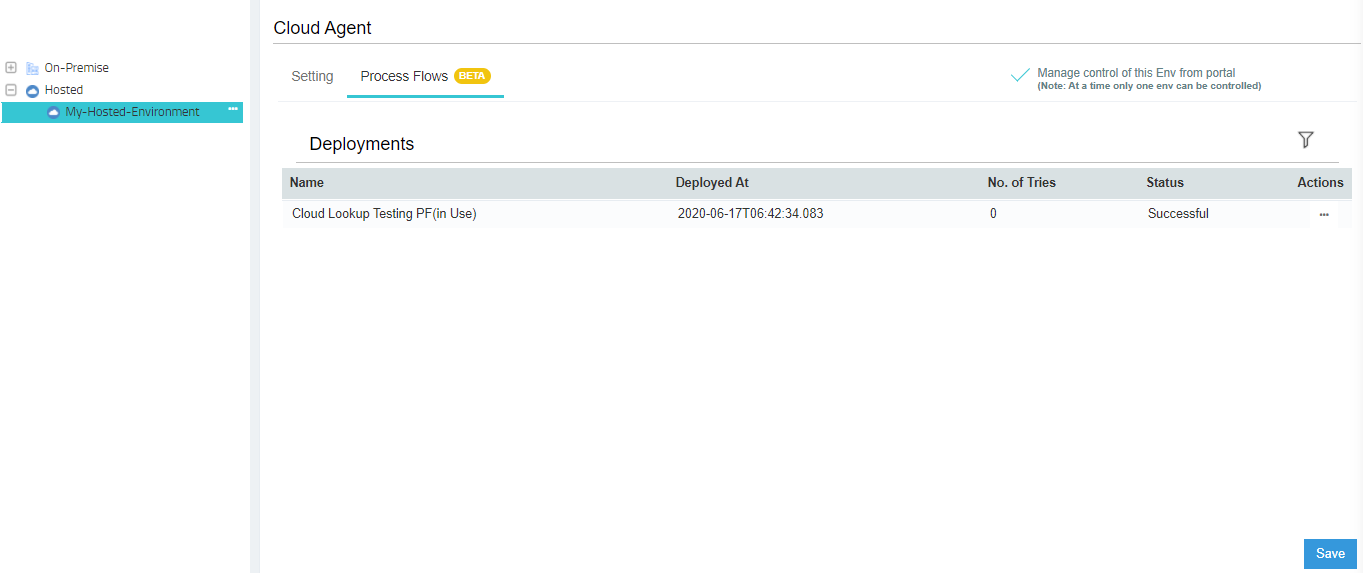 Cloud Agent
On-Premise
Hosted
My-Hosted-Environment
Setting
Process Flows BETA
Manage control of this Env from portal
(Note: At a time only one env can be controlled)
Deployments
Name Deployed At No. of Tries Status Actions
Cloud Lookup Testing PF(in Use) 2020-06-17T06:42:34.083 0 Successful
Save